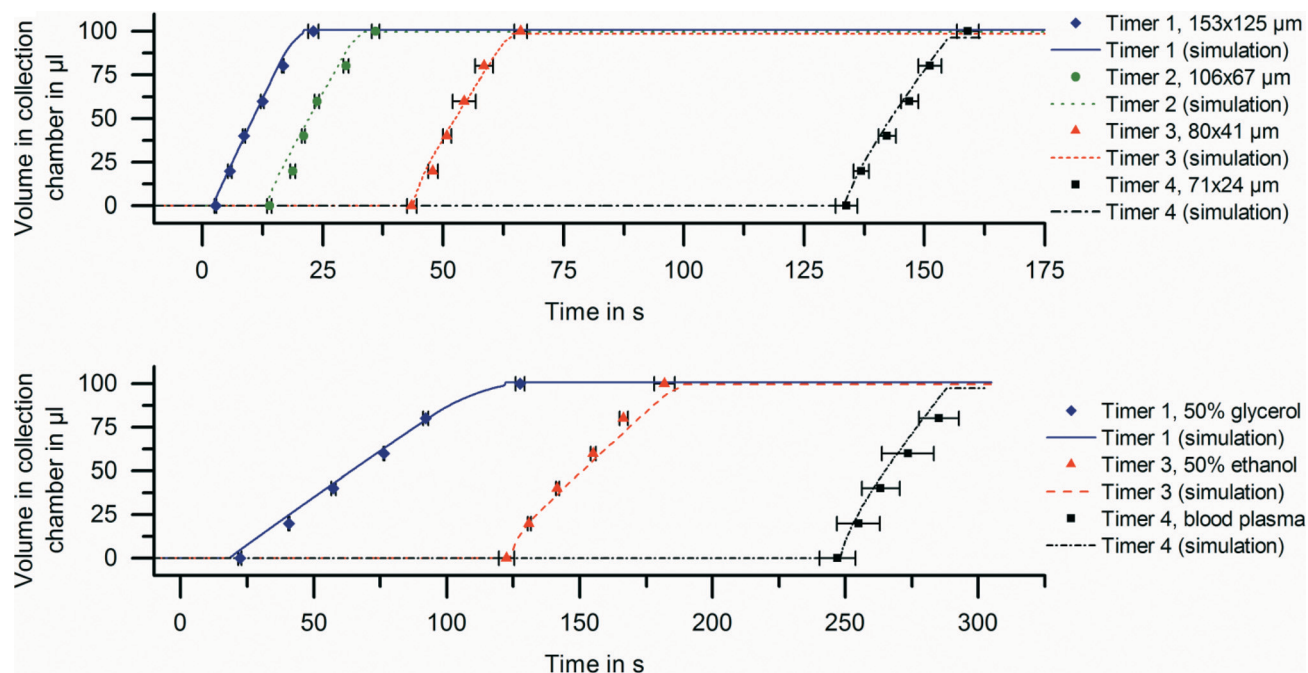 Volume in collection
chamber in µl
100
75
50
25
0
0 25 50 75 100 125 150 175
Time in s
Timer 1, 153x125 µm
Timer 1 (simulation)
Timer 2, 106x67 µm
Timer 2 (simulation)
Timer 3, 80x41 µm
Timer 3 (simulation)
Timer 4, 71x24 µm
Timer 4 (simulation)
Volume in collection
chamber in µl
100
75
50
25
0
0 50 100 150 200 250 300
Time in s
Timer 1, 50% glycerol
Timer 1 (simulation)
Timer 3, 50% ethanol
Timer 3 (simulation)
Timer 4, blood plasma
Timer 4 (simulation)